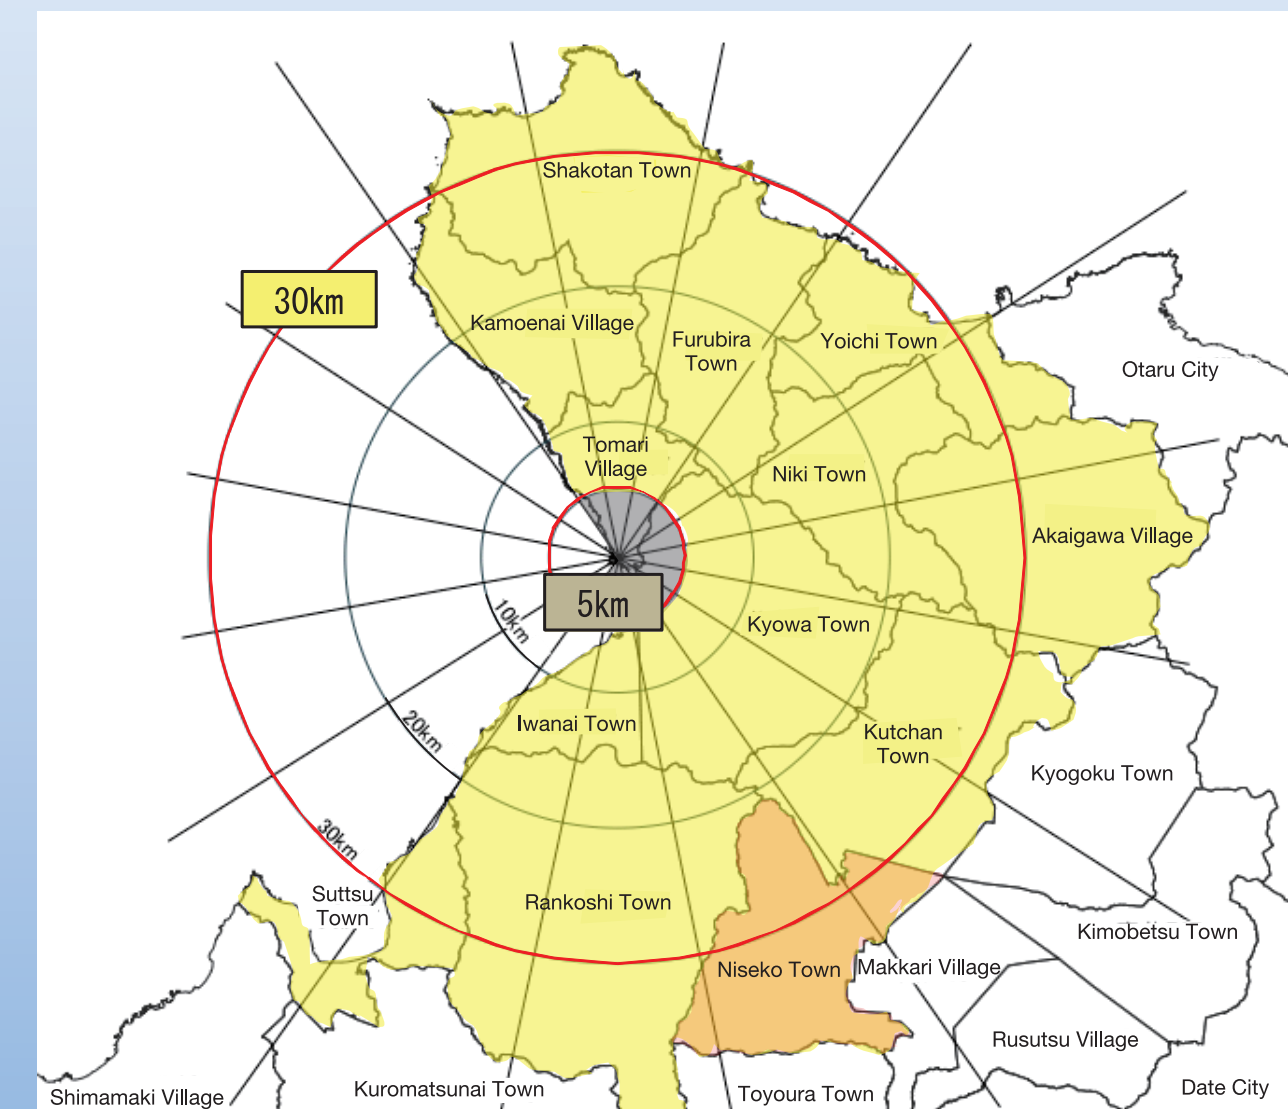 Shakotan Town
30km
Kamoenai Village
Furubira
Town
Yoichi Town
Otaru City
Tomari
Village
Niki Town
Akaigawa Village
5km
10km
Kyowa Town
Iwanai Town
20km
Kutchan
Town
Kyogoku Town
30km
Suttsu
Town
Rankoshi Town
Kimobetsu Town
Niseko Town
Makkari Village
Rusutsu Village
Shimamaki Village
Kuromatsunai Town
Toyoura Town
Date City